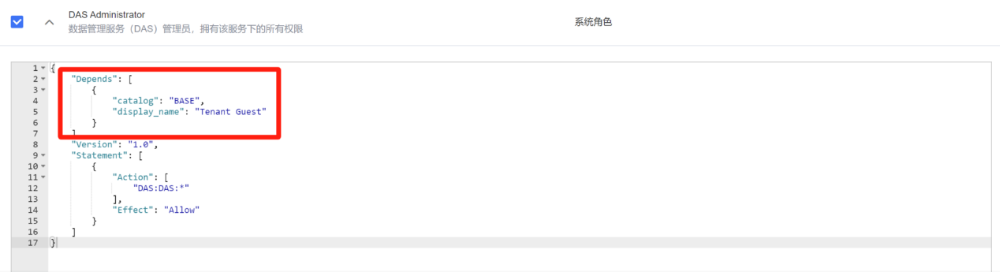 DAS Administrator
数据管理服务（DAS）管理员，拥有该服务下的所有权限
系统角色
1 {
2 "Depends": [
3 {
4 "catalog": "BASE",
5 "display_name": "Tenant Guest"
6 }
7 ]
8 "Version": "1.0",
9 "Statement": [
10 {
11 "Action": [
12 "DAS:DAS:*"
13 ],
14 "Effect": "Allow"
15 }
16 ]
17 }